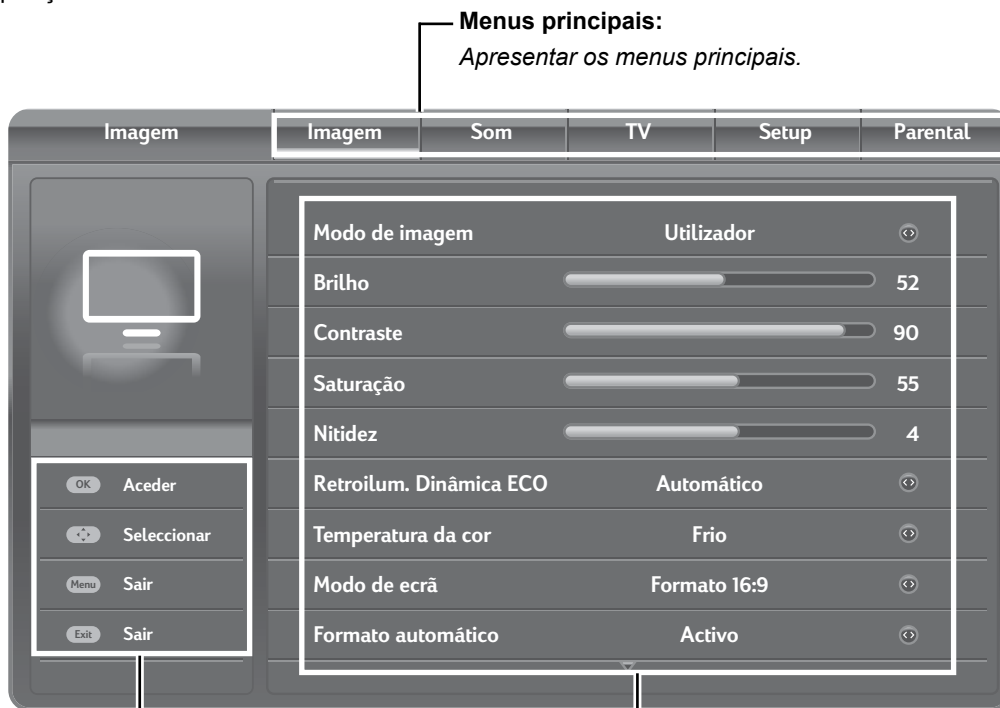 Menus principais:
Apresentar os menus principais.
Imagem
Imagem Som TV Setup Parental
Modo de imagem Utilizador
Brilho 52
Contraste 90
Saturação 55
Nitidez 4
Retroilum. Dinâmica ECO Automático
Temperatura da cor Frio
Modo de ecrã Formato 16:9
Formato automático Activo
OK Aceder
Seleccionar
Menu Sair
Exit Sair